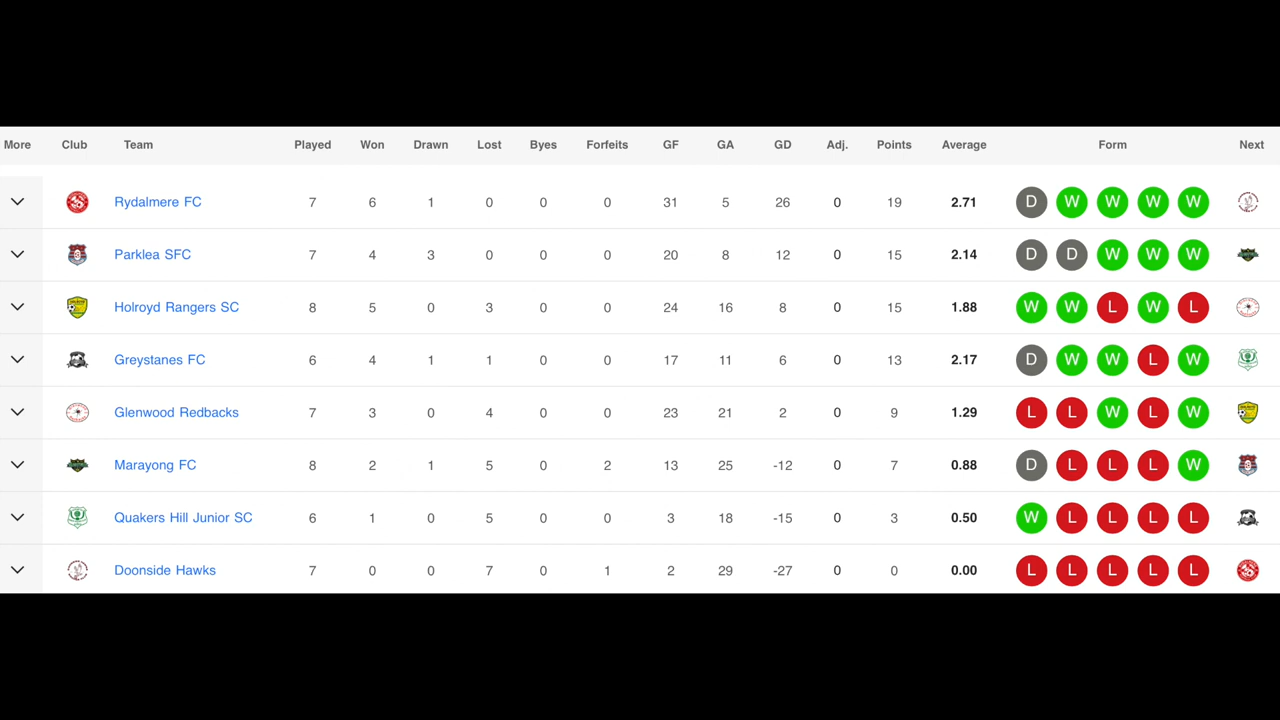 More Club Team Played Won Drawn Lost Byes Forfeits GF GA GD Adj. Points Average Form Next
Rydalmere FC 7 6 1 0 0 0 31 5 26 0 19 2.71 D W W W W
Parklea SFC 7 4 3 0 0 0 20 8 12 0 15 2.14 D D W W W
Holroyd Rangers SC 8 5 0 3 0 0 24 16 8 0 15 1.88 W W L W L
Greystanes FC 6 4 1 1 0 0 17 11 6 0 13 2.17 D W W L W
Glenwood Redbacks 7 3 0 4 0 0 23 21 2 0 9 1.29 L L W L W
Marayong FC 8 2 1 5 0 2 13 25 -12 0 7 0.88 D L L L W
Quakers Hill Junior SC 6 1 0 5 0 0 3 18 -15 0 3 0.50 W L L L L
Doonside Hawks 7 0 0 7 0 1 2 29 -27 0 0 0.00 L L L L L